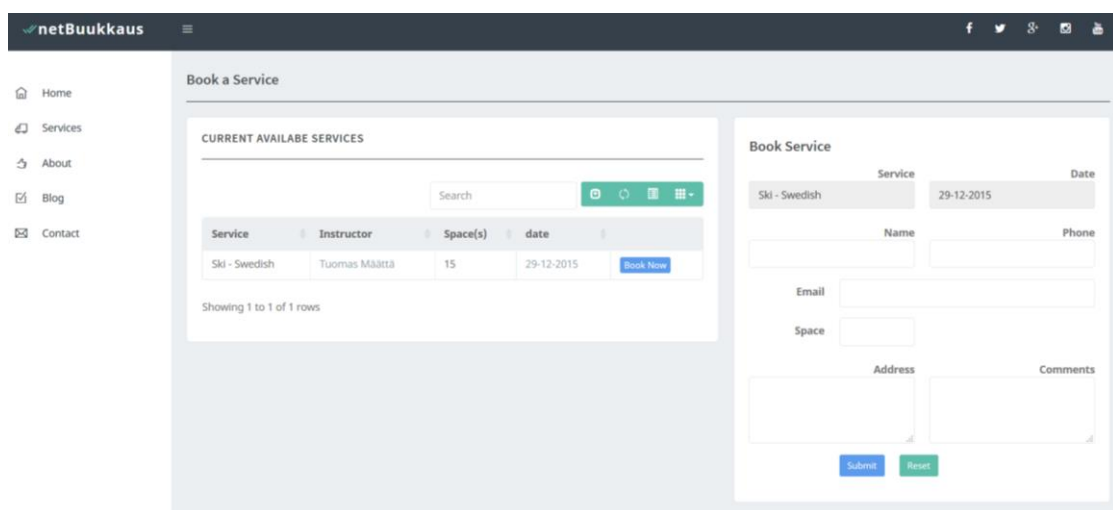 netBuukkaus
Home
Services
About
Blog
Contact
Book a Service
CURRENT AVAILABE SERVICES
Search
Service Instructor Space(s) date
Ski - Swedish Tuomas Määttä 15 29-12-2015 Book Now
Showing 1 to 1 of 1 rows
Book Service
Service Date
Ski - Swedish 29-12-2015
Name Phone
Email
Space
Address Comments
Submit Reset